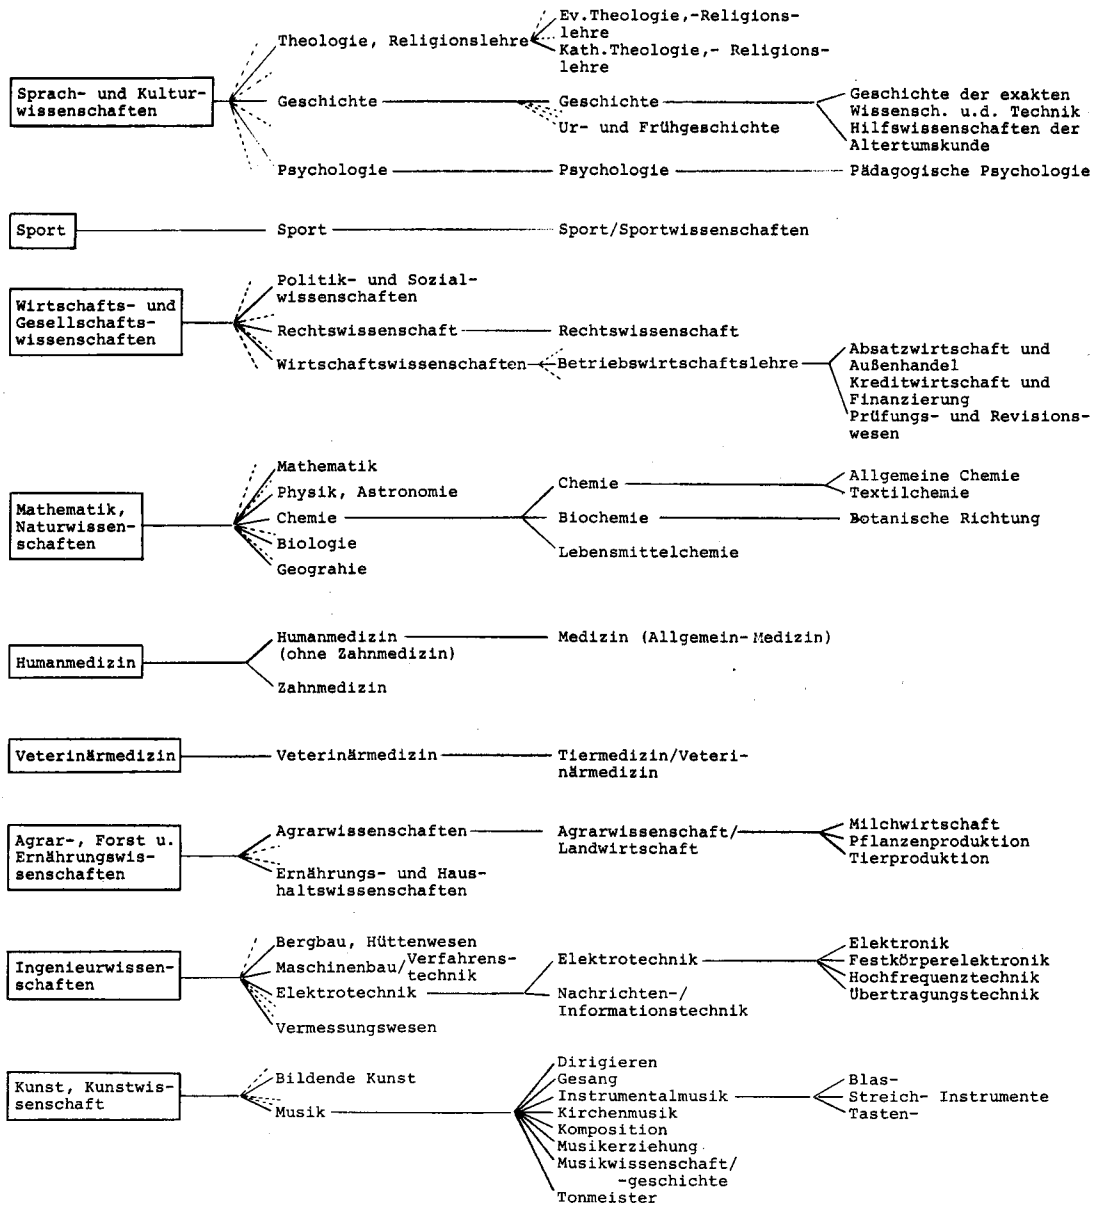 Ev.Theologie,-Religions-
lehre
Theologie, Religionslehre
Kath.Theologie,- Religions-
lehre
Sprach- und Kultur-
wissenschaften
Geschichte
Geschichte
Geschichte der exakten
Wissensch. u.d. Technik
Ur- und Frühgeschichte
Hilfswissenschaften der
Altertumskunde
Psychologie
Psychologie
Pädagogische Psychologie
Sport
Sport
Sport/Sportwissenschaften
Wirtschafts- und
Gesellschafts-
wissenschaften
Politik- und Sozial-
wissenschaften
Rechtswissenschaft
Rechtswissenschaft
Wirtschaftswissenschaften
Betriebswirtschaftslehre
Absatzwirtschaft und
Außenhandel
Kreditwirtschaft und
Finanzierung
Prüfungs- und Revisions-
wesen
Mathematik,
Naturwissen-
schaften
Mathematik
Physik, Astronomie
Chemie
Biologie
Geograhie
Chemie
Biochemie
Lebensmittelchemie
Allgemeine Chemie
Textilchemie
Botanische Richtung
Humanmedizin
Humanmedizin
(ohne Zahnmedizin)
Zahnmedizin
Medizin (Allgemein-Medizin)
Veterinärmedizin
Veterinärmedizin
Tiermedizin/Veteri-
närmedizin
Agrar-, Forst u.
Ernährungswis-
senschaften
Agrarwissenschaften
Ernährungs- und Haus-
haltswissenschaften
Agrarwissenschaft/
Landwirtschaft
Milchwirtschaft
Pflanzenproduktion
Tierproduktion
Ingenieurwissen-
schaften
Bergbau, Hüttenwesen
Maschinenbau/Verfahrens-
technik
Elektrotechnik
Vermessungswesen
Elektrotechnik
Nachrichten-/
Informationstechnik
Elektronik
Festkörperelektronik
Hochfrequenztechnik
Übertragungstechnik
Kunst, Kunstwis-
senschaft
Bildende Kunst
Musik
Dirigieren
Gesang
Instrumentalmusik
Kirchenmusik
Komposition
Musikerziehung
Musikwissenschaft/
-geschichte
Tonmeister
Blas-
Streich- Instrumente
Tasten-